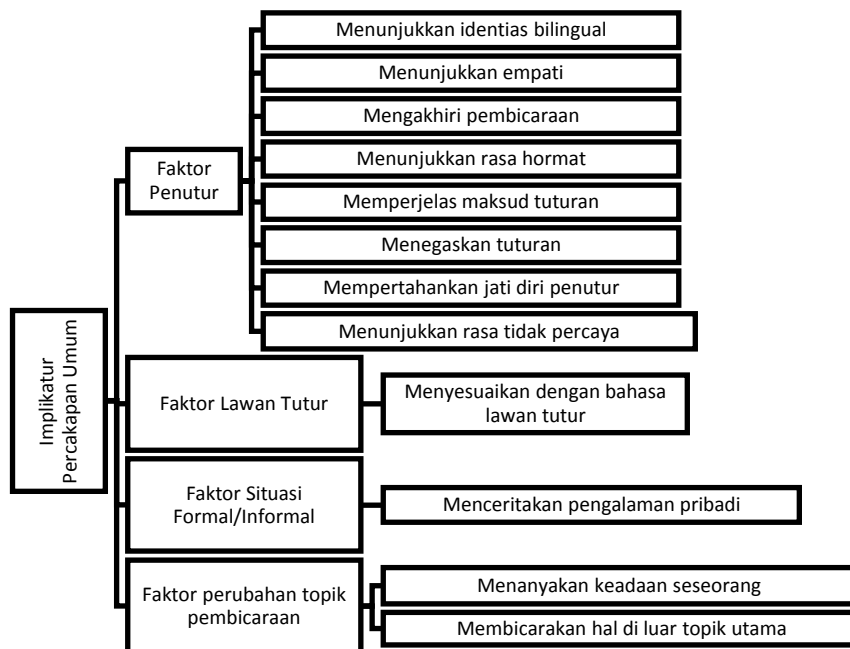 Implikatur
Percakapan Umum
Faktor
Penutur
Menunjukkan identias bilingual
Menunjukkan empati
Mengakhiri pembicaraan
Menunjukkan rasa hormat
Memperjelas maksud tuturan
Menegaskan tuturan
Mempertahankan jati diri penutur
Menunjukkan rasa tidak percaya
Faktor Lawan Tutur
Menyesuaikan dengan bahasa
lawan tutur
Faktor Situasi
Formal/Informal
Menceritakan pengalaman pribadi
Faktor perubahan topik
pembicaraan
Menanyakan keadaan seseorang
Membicarakan hal di luar topik utama